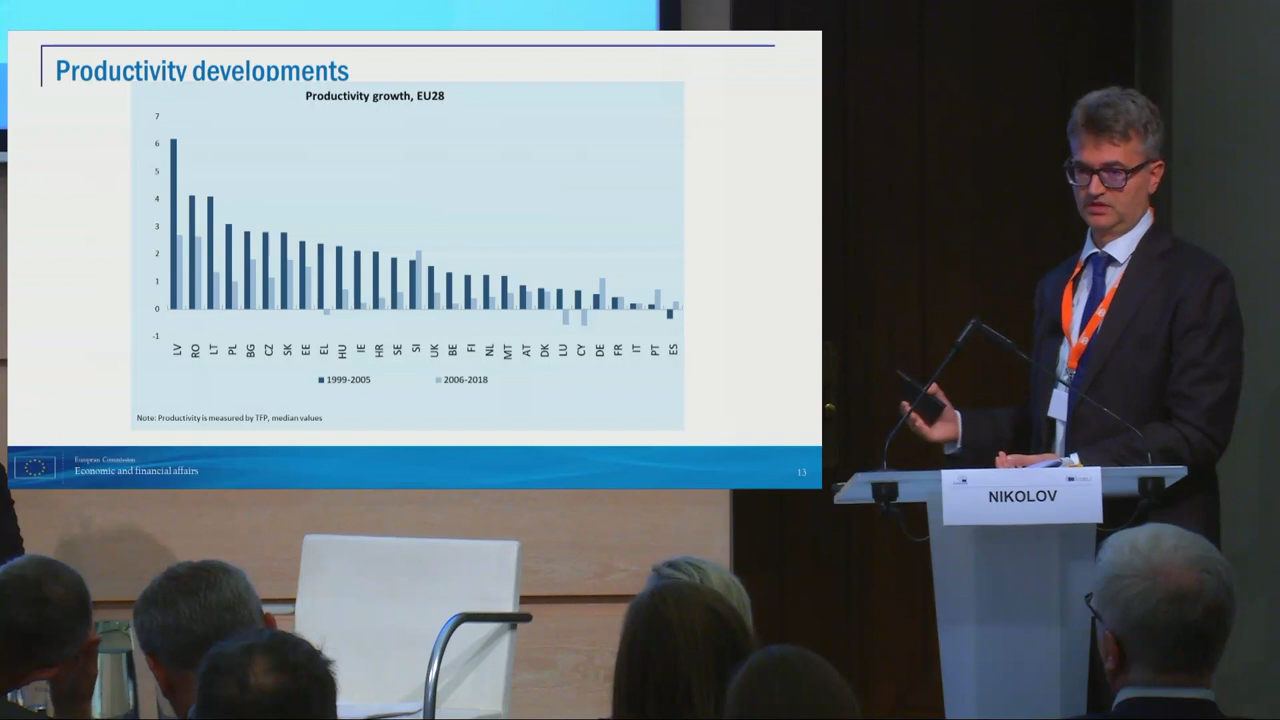 Productivity developments
Productivity growth, EU28
7
6
5
4
3
2
1
0
-1
LV RO LT PL BG CZ SK EE EL HU IE HR SE SI UK BE FI NL MT AT DK LU CY DE FR IT PT ES
1999-2005 2006-2018
Note: Productivity is measured by TFP, median values
European Commission
Economic and financial affairs
13
NIKOLOV